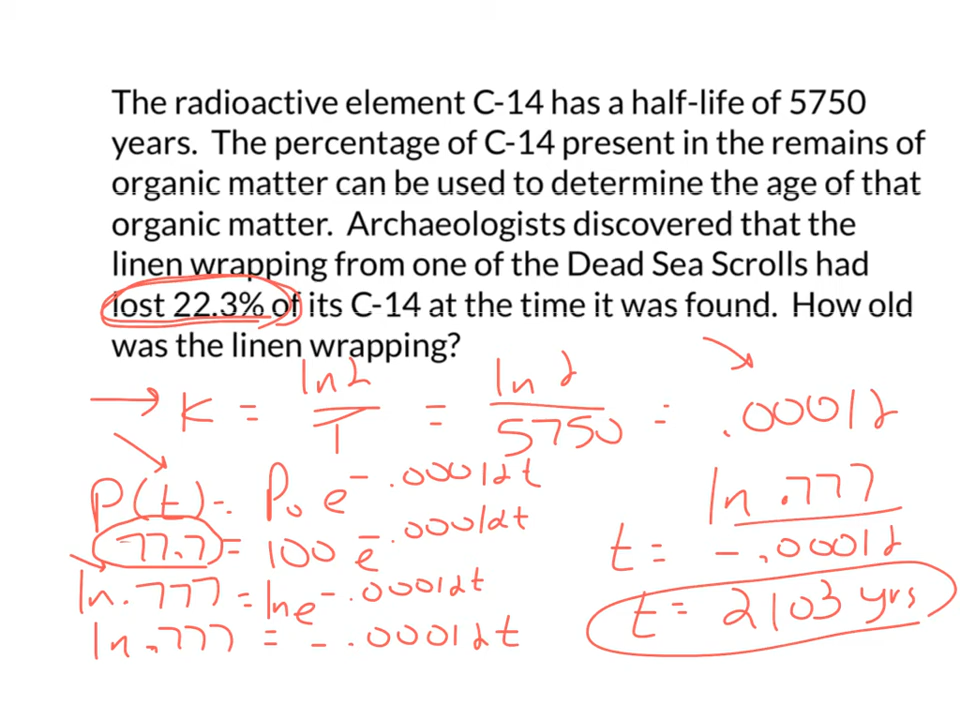 The radioactive element C-14 has a half-life of 5750
years. The percentage of C-14 present in the remains of
organic matter can be used to determine the age of that
organic matter. Archaeologists discovered that the
linen wrapping from one of the Dead Sea Scrolls had
lost 22.3% of its C-14 at the time it was found. How old
was the linen wrapping?
→ K = ln2/T = ln 2/5750 = .00012
P(t) = P₀ e^-.00012t
77.7 = 100 e^-.00012t
ln.777 = ln e^-.00012t
ln.777 = -.00012t
t = ln .777/-.00012
t = 2103 yrs